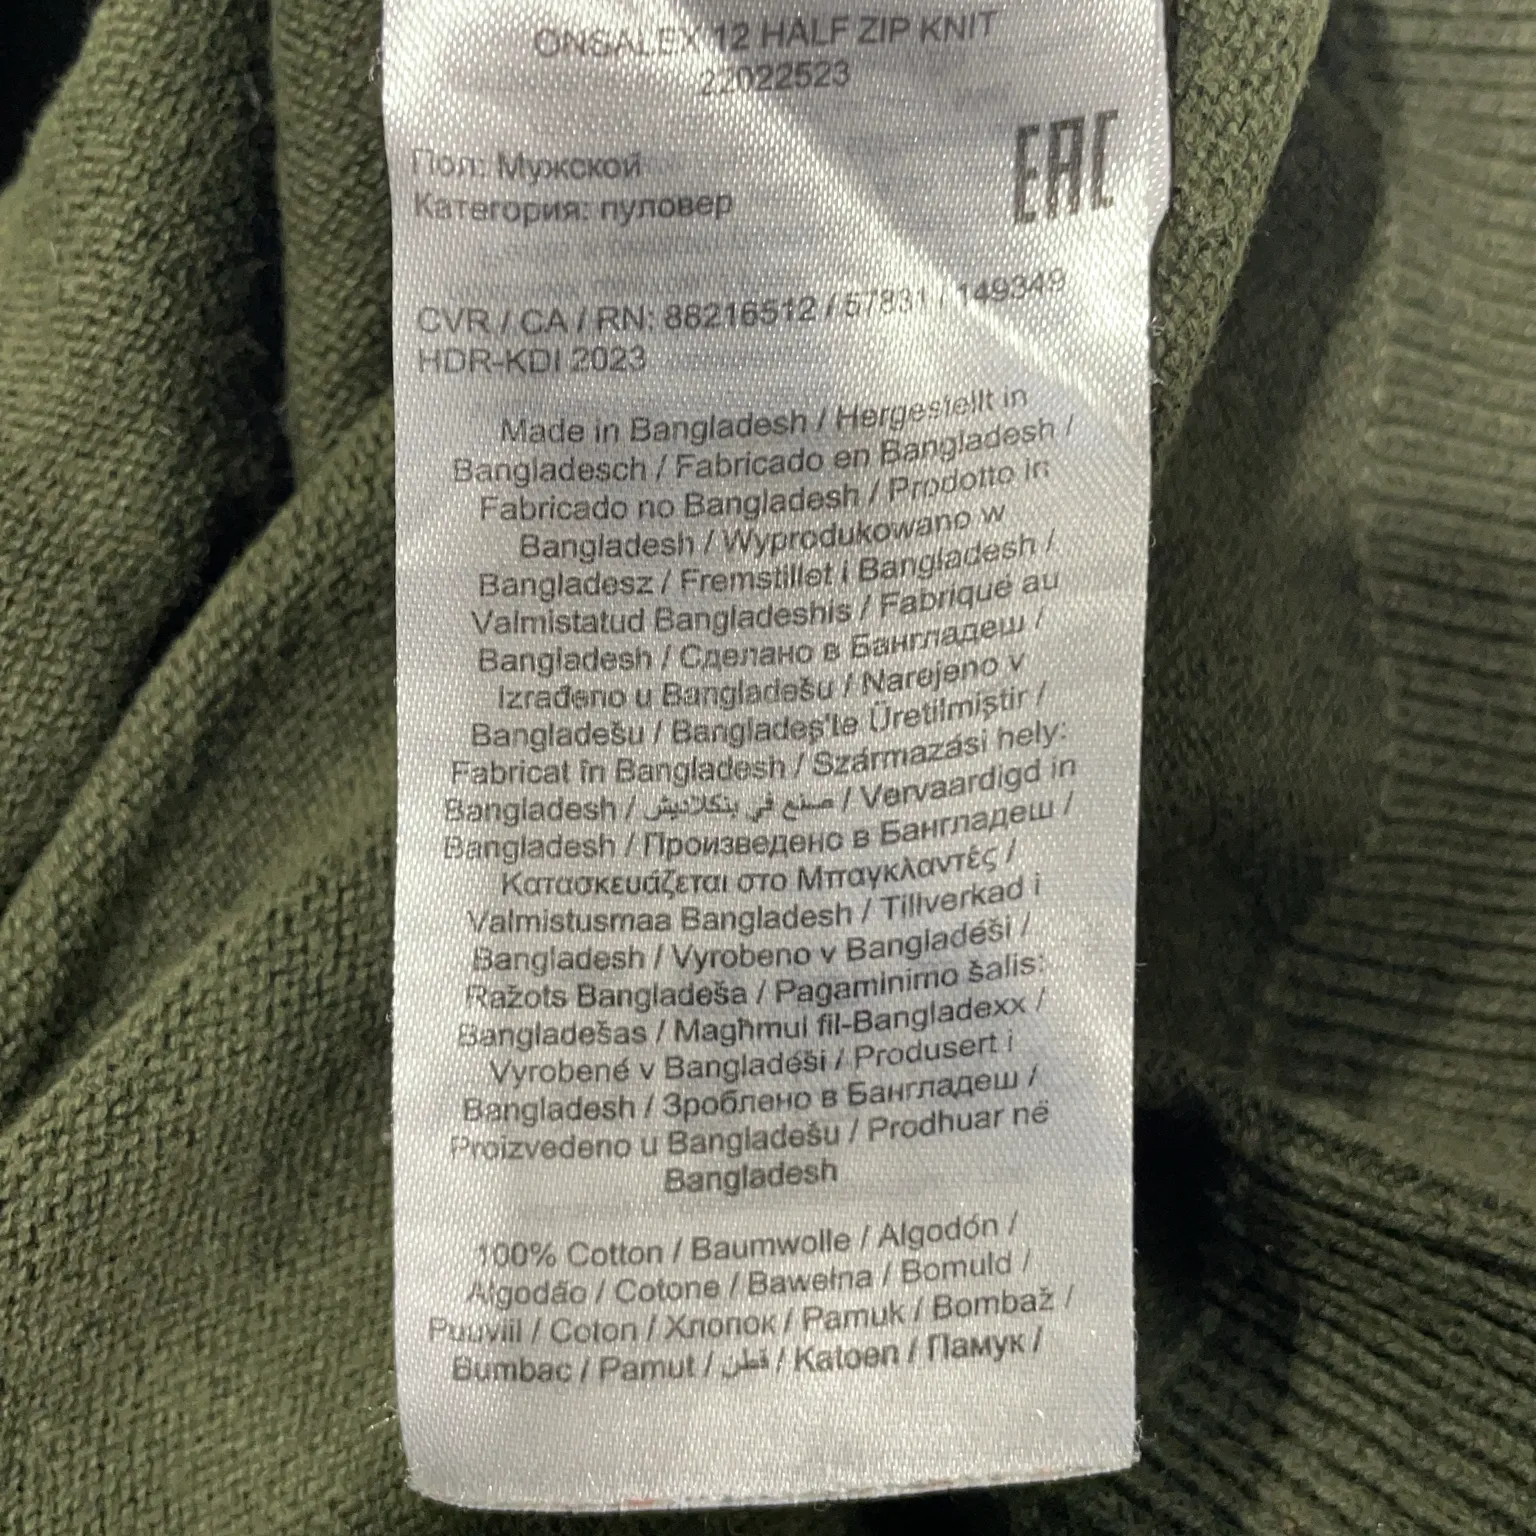 ONSALEX 12 HALF ZIP KNIT
22022523
EAC
Пол: Мужской
Категория: пуловер
CVR / CA / RN: 88216512 / 57831 / 149349
HDR-KDI 2023
Made in Bangladesh / Hergestellt in
Bangladesch / Fabricado en Bangladesh /
Fabricado no Bangladesh / Prodotto in
Bangladesh / Wyprodukowano w
Bangladesz / Fremstillet i Bangladesh /
Valmistatud Bangladeshis / Fabriqué au
Bangladesh / Сделано в Бангладеш /
Izrađeno u Bangladešu / Narejeno v
Bangladešu / Bangladeş'te Üretilmiştir /
Fabricat în Bangladesh / Származási hely:
Bangladesh / صنع في بنكلاديش / Vervaardigd in
Bangladesh / Произведено в Бангладеш /
Κατασκευάζεται στο Μπαγκλαντές /
Valmistusmaa Bangladesh / Tillverkad i
Bangladesh / Vyrobeno v Bangladéši /
Ražots Bangladeša / Pagaminimo šalis:
Bangladešas / Magħmul fil-Bangladexx /
Vyrobené v Bangladéši / Produsert i
Bangladesh / Зроблено в Бангладеш /
Proizvedeno u Bangladešu / Prodhuar në
Bangladesh
100% Cotton / Baumwolle / Algodón /
Algodão / Cotone / Bawełna / Bomuld /
Puuvill / Coton / Хлопок / Pamuk / Bombaž /
Bumbac / Pamut / قطن / Katoen / Памук /